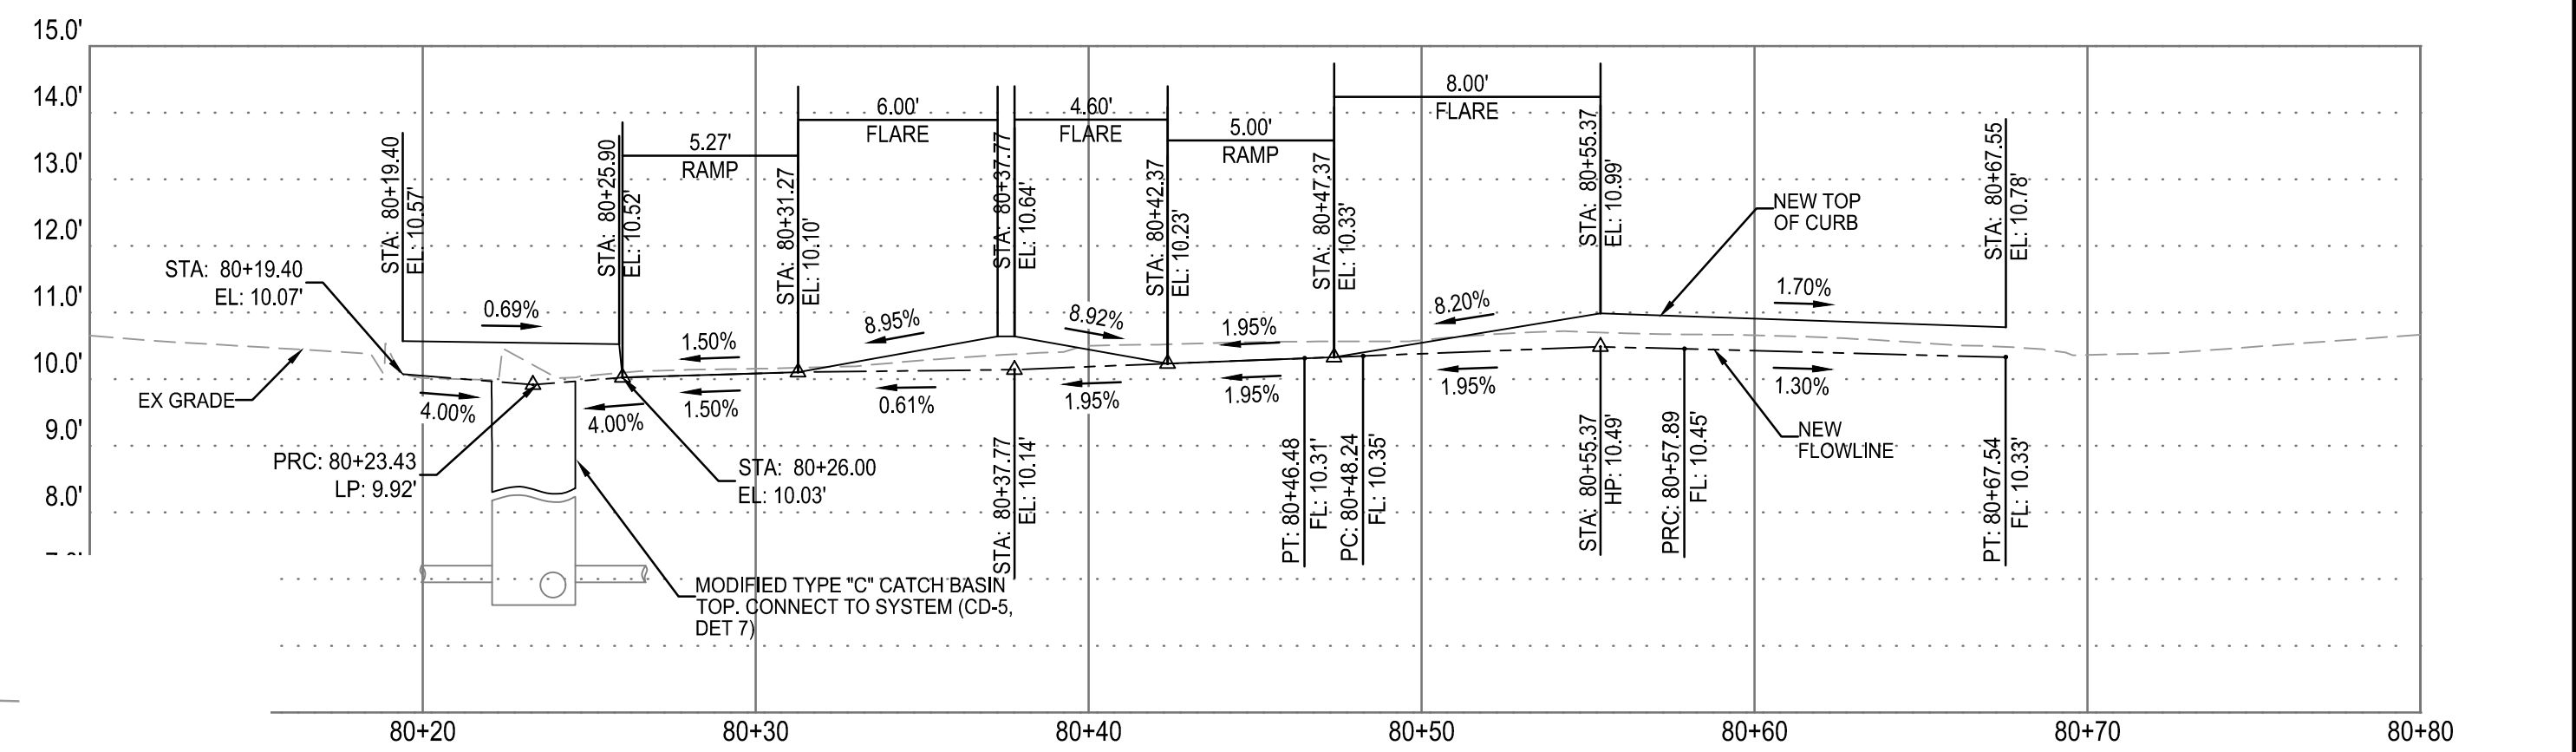 15.0'
14.0'
13.0'
12.0'
11.0'
10.0'
9.0'
8.0'
STA: 80+19.40
EL: 10.57'
STA: 80+25.90
EL: 10.52'
5.27'
RAMP
STA: 80+31.27
EL: 10.10'
6.00'
FLARE
STA: 80+37.77
EL: 10.64'
4.60'
FLARE
STA: 80+42.37
EL: 10.23'
5.00'
RAMP
STA: 80+47.37
EL: 10.33'
8.00'
FLARE
STA: 80+55.37
EL: 10.99'
NEW TOP
OF CURB
STA: 80+67.55
EL: 10.78'
STA: 80+19.40
EL: 10.07'
0.69%
1.50%
8.95%
8.92%
1.95%
8.20%
1.70%
EX GRADE
4.00%
4.00%
1.50%
0.61%
1.95%
1.95%
1.95%
1.30%
PRC: 80+23.43
LP: 9.92'
STA: 80+26.00
EL: 10.03'
STA: 80+37.77
EL: 10.14'
PT: 80+46.48
FL: 10.31'
PC: 80+48.24
FL: 10.35'
STA: 80+55.37
HP: 10.49'
PRC: 80+57.89
FL: 10.45'
NEW
FLOWLINE
PT: 80+67.54
FL: 10.33'
MODIFIED TYPE "C" CATCH BASIN
TOP. CONNECT TO SYSTEM (CD-5,
DET 7)
80+20
80+30
80+40
80+50
80+60
80+70
80+80